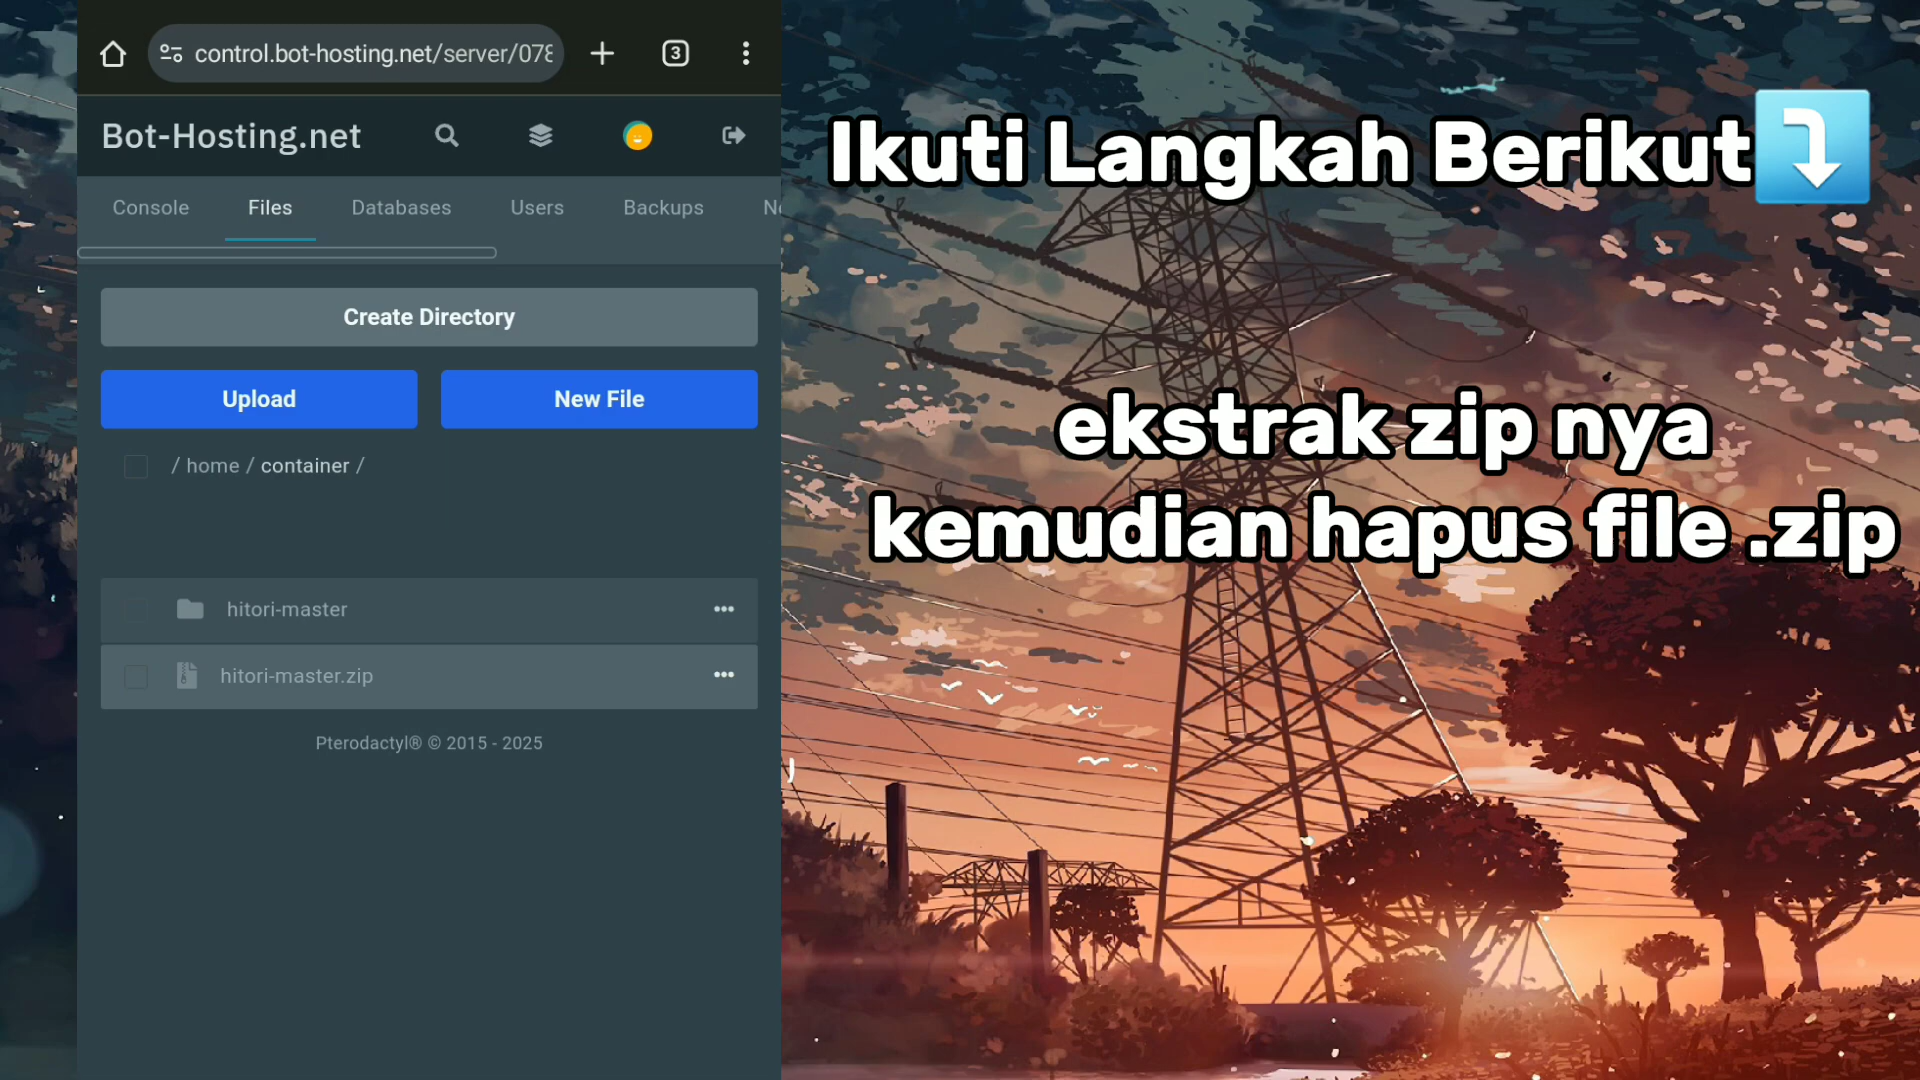 control.bot-hosting.net/server/078
3
Bot-Hosting.net
Console Files Databases Users Backups
Create Directory
Upload New File
/ home / container /
hitori-master
hitori-master.zip
Pterodactyl® © 2015 - 2025
Ikuti Langkah Berikut⤵️
ekstrak zip nya
kemudian hapus file .zip